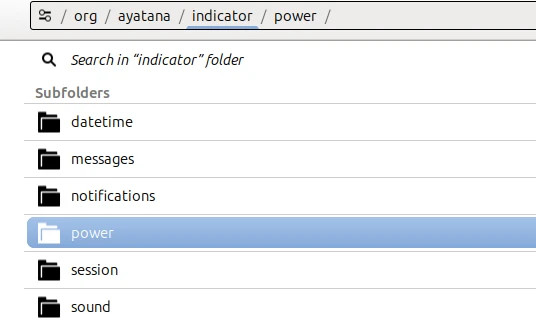 / org / ayatana / indicator / power /
Search in “indicator” folder
Subfolders
datetime
messages
notifications
power
session
sound